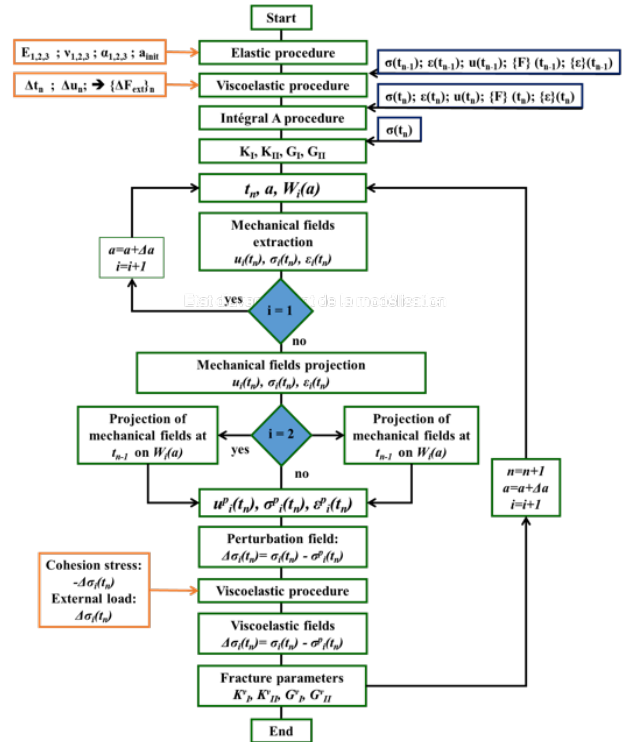 Start
E1,2,3 ; ν1,2,3 ; α1,2,3 ; ainit
Elastic procedure
σ(tn-1); ε(tn-1); u(tn-1); {F} (tn-1); {ε}(tn-1)
Δtn ; Δun; ➔ {ΔFext}n
Viscoelastic procedure
σ(tn); ε(tn); u(tn); {F} (tn); {ε}(tn)
Intégral A procedure
σ(tn)
KI, KII, GI, GII
tn, a, Wi(a)
Mechanical fields
extraction
ui(tn), σi(tn), εi(tn)
a=a+Δa
i=i+1
yes
i = 1
no
Mechanical fields projection
ui(tn), σi(tn), εi(tn)
Projection of
mechanical fields at
tn-1 on Wi(a)
yes
i = 2
Projection of
mechanical fields at
tn-1 on Wi(a)
no
n=n+1
a=a+Δa
i=i+1
upi(tn), σpi(tn), εpi(tn)
Perturbation field:
Δσi(tn)= σi(tn) - σpi(tn)
Cohesion stress:
-Δσi(tn)
External load:
Δσi(tn)
Viscoelastic procedure
Viscoelastic fields
Δσi(tn)= σi(tn) - σpi(tn)
Fracture parameters
KvI, KvII, GvI, GvII
End